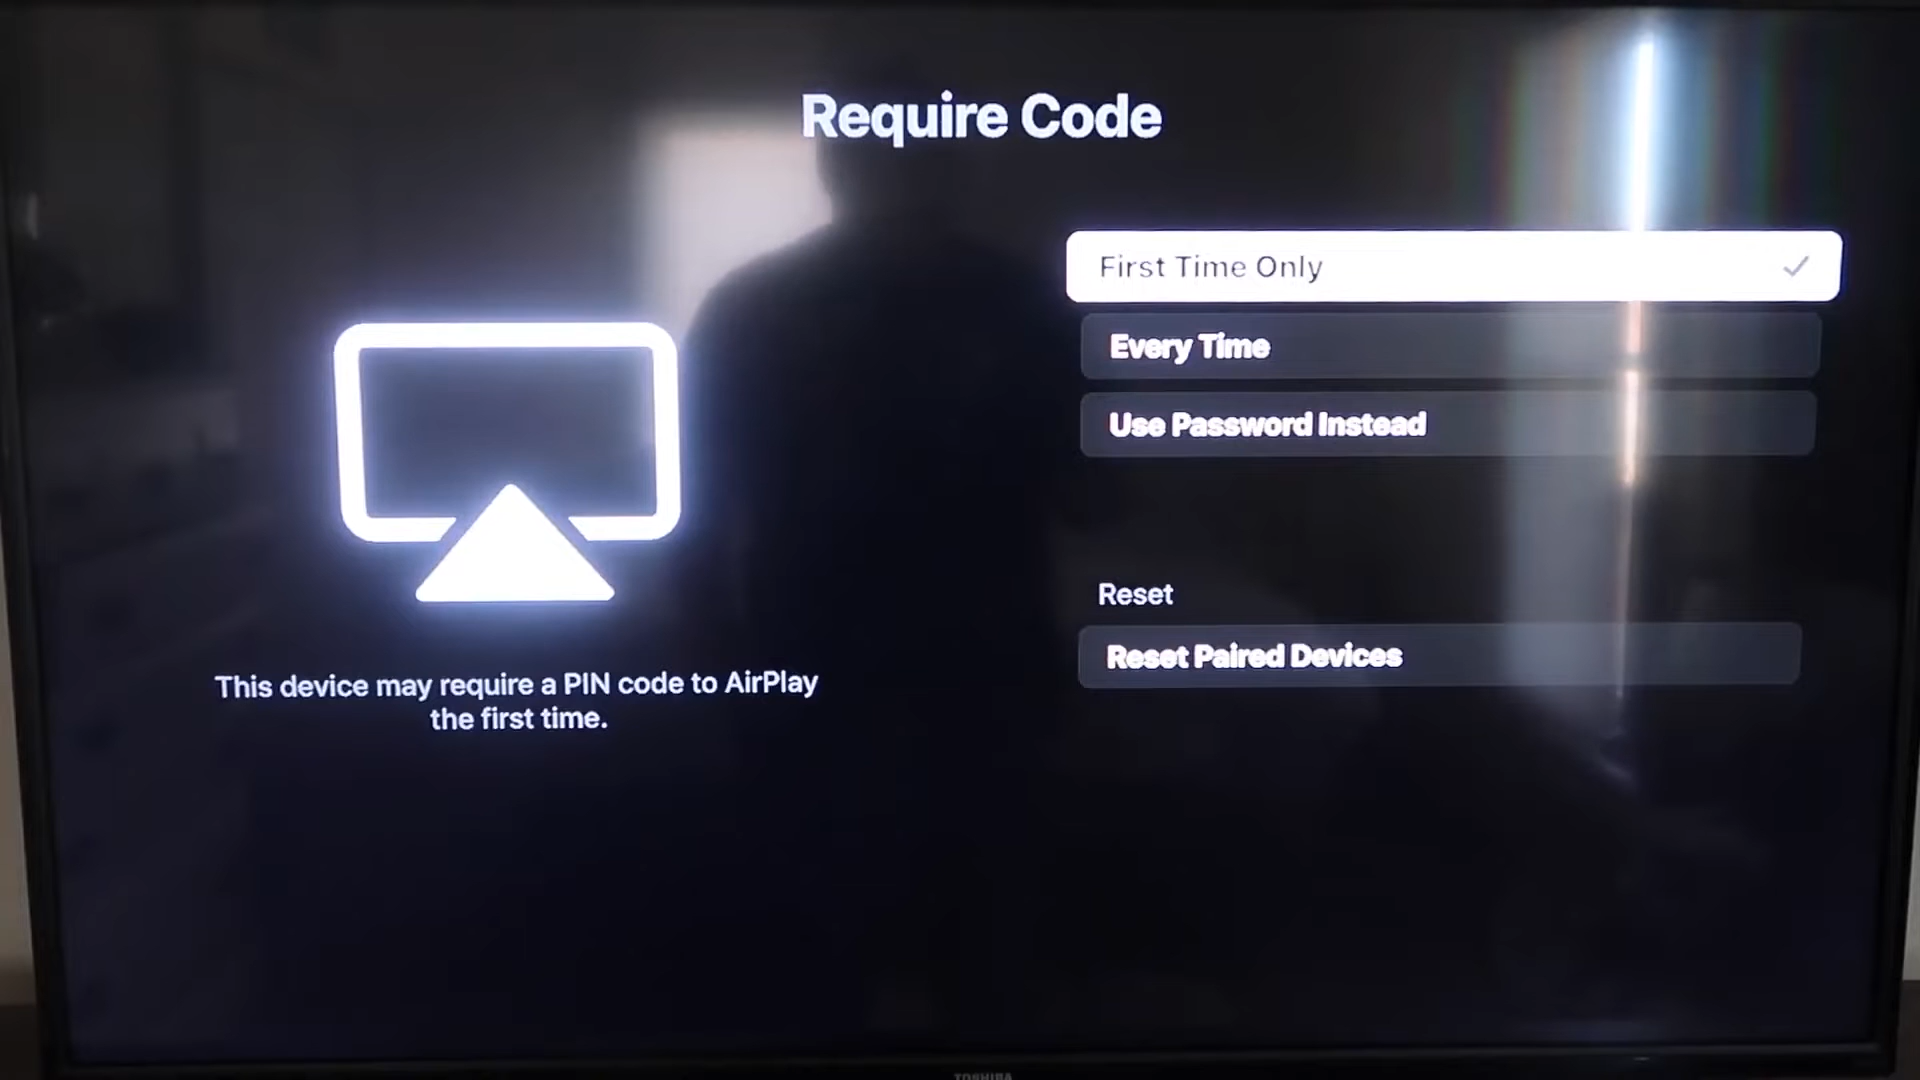 Require Code
First Time Only
Every Time
Use Password Instead
Reset
Reset Paired Devices
This device may require a PIN code to AirPlay
the first time.
TOSHIBA